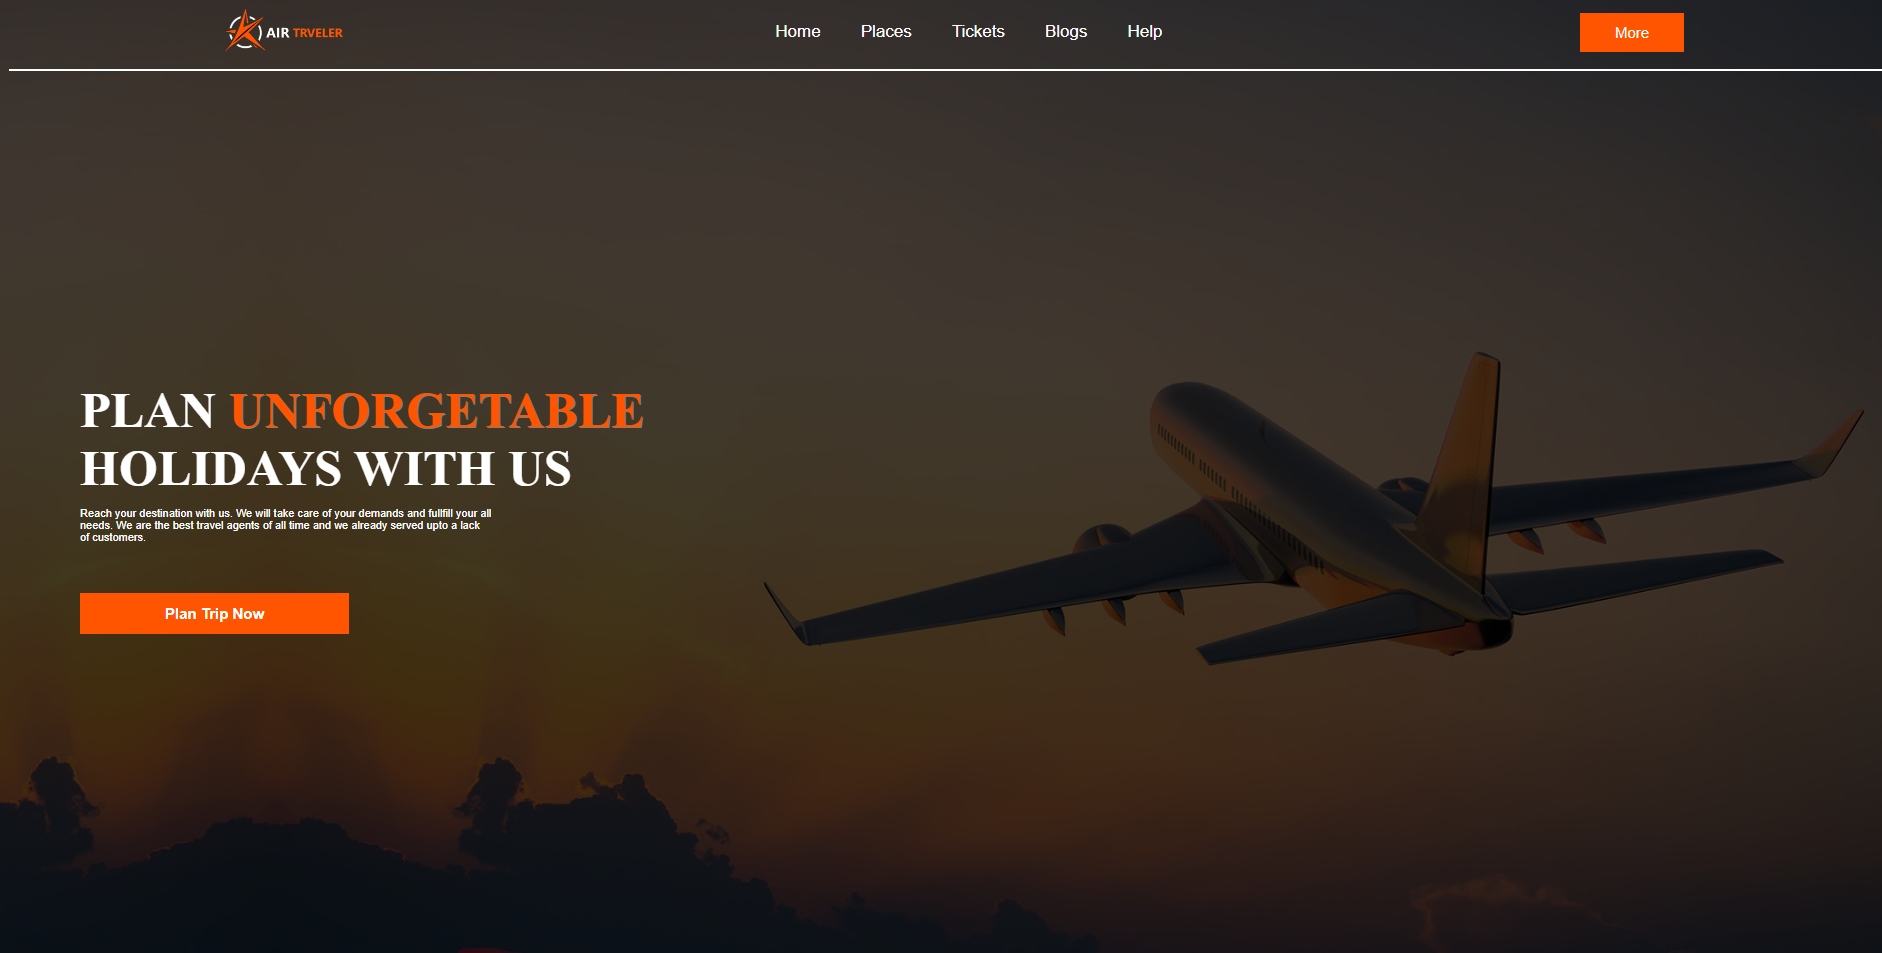 AIR TRVELER
Home Places Tickets Blogs Help
More
PLAN UNFORGETABLE
HOLIDAYS WITH US
Reach your destination with us. We will take care of your demands and fullfill your all
needs. We are the best travel agents of all time and we already served upto a lack
of customers.
Plan Trip Now